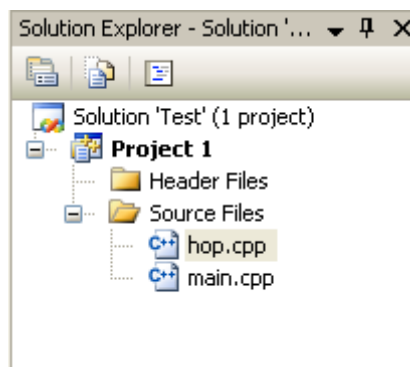 Solution Explorer - Solution '...
Solution 'Test' (1 project)
Project 1
Header Files
Source Files
C++ hop.cpp
C++ main.cpp